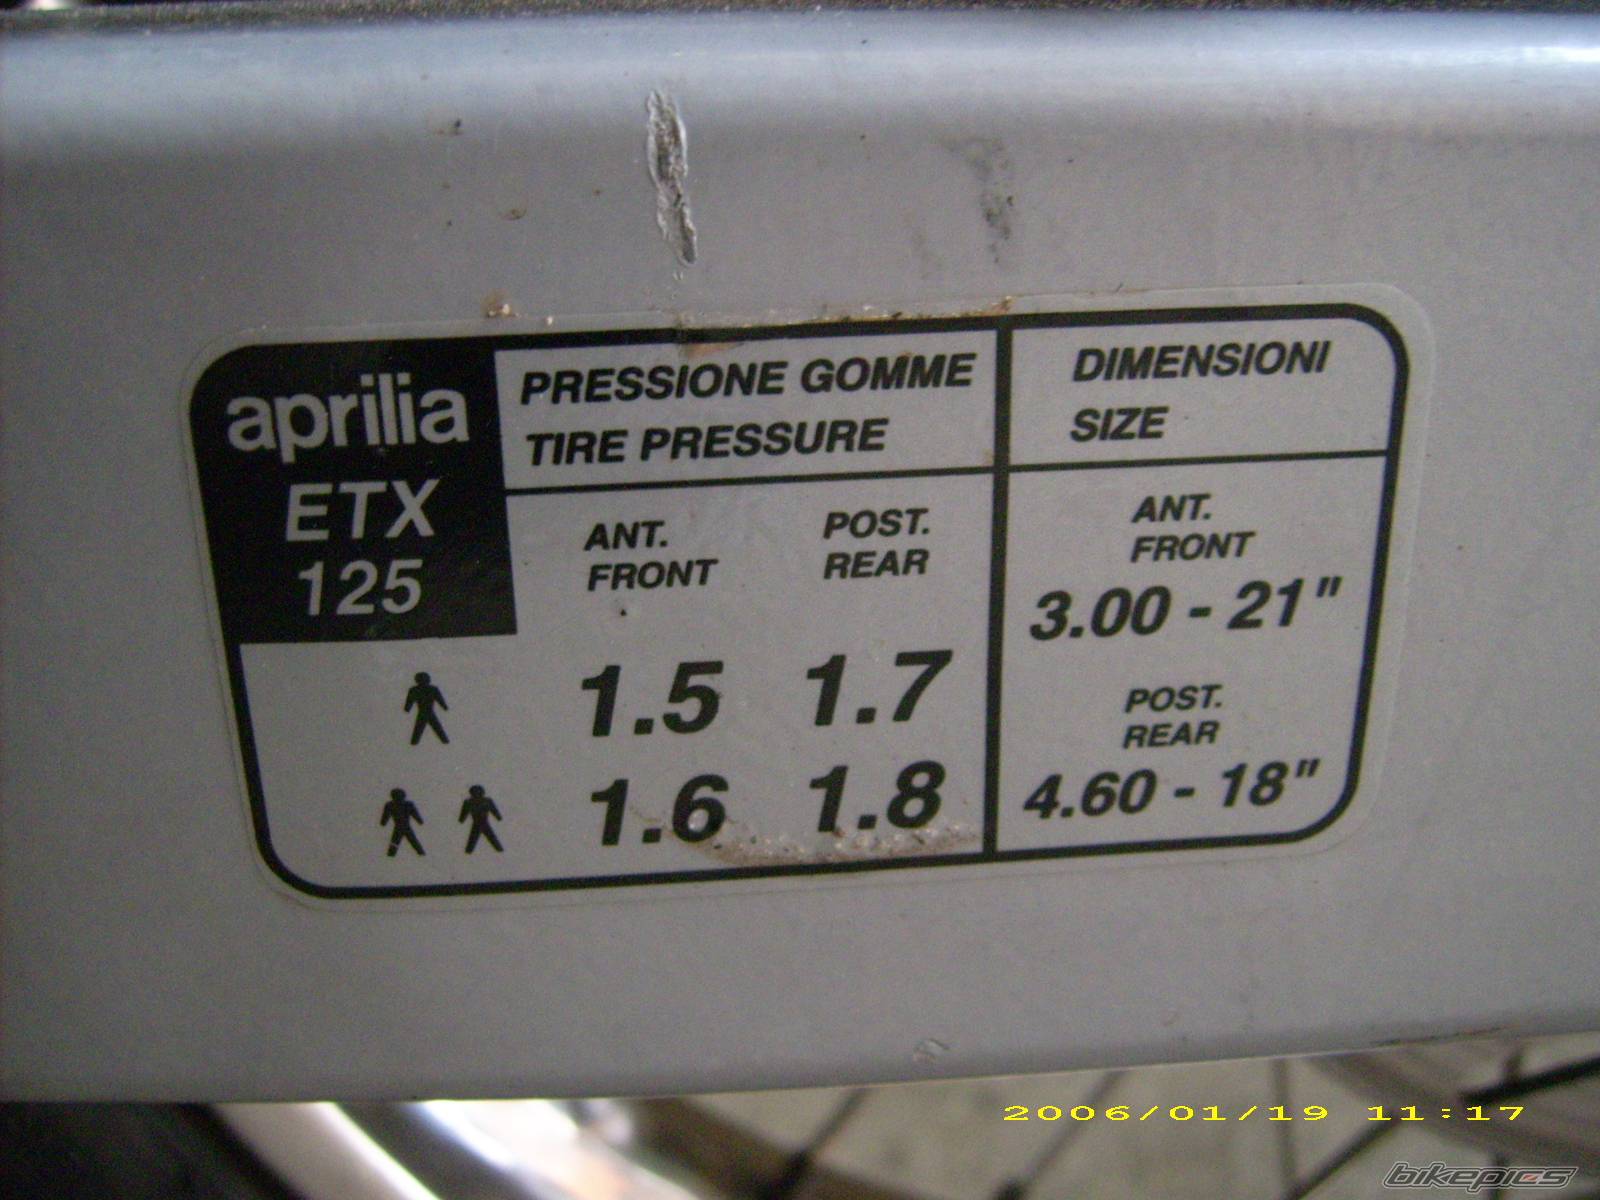 aprilia
ETX
125
PRESSIONE GOMME
TIRE PRESSURE
DIMENSIONI
SIZE
ANT.
FRONT
POST.
REAR
1.5 1.7
1.6 1.8
ANT.
FRONT
3.00 - 21"
POST.
REAR
4.60 - 18"
2006/01/19 11:17
bikepics